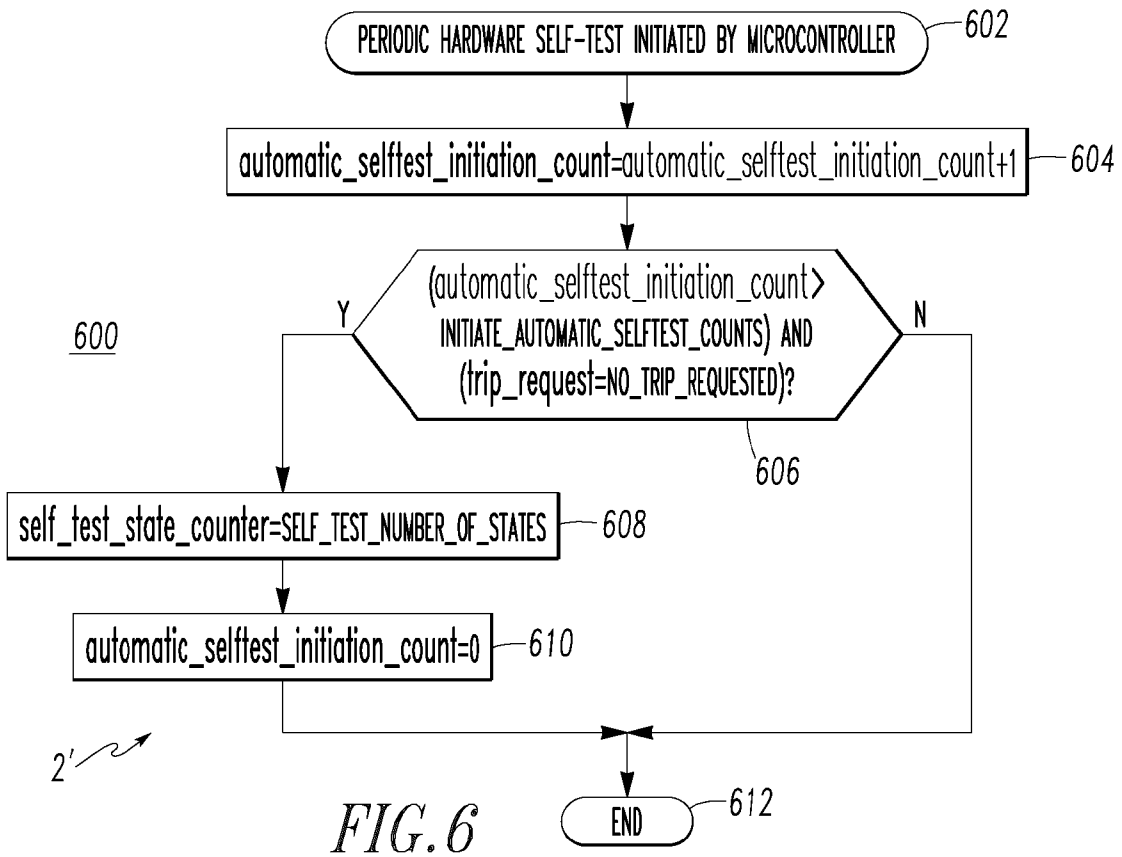 PERIODIC HARDWARE SELF-TEST INITIATED BY MICROCONTROLLER
602
automatic_selftest_initiation_count=automatic_selftest_initiation_count+1
604
(automatic_selftest_initiation_count>
INITIATE_AUTOMATIC_SELFTEST_COUNTS) AND
(trip_request=NO_TRIP_REQUESTED)?
Y
N
600
606
self_test_state_counter=SELF_TEST_NUMBER_OF_STATES
608
automatic_selftest_initiation_count=0
610
2'
FIG.6
END
612